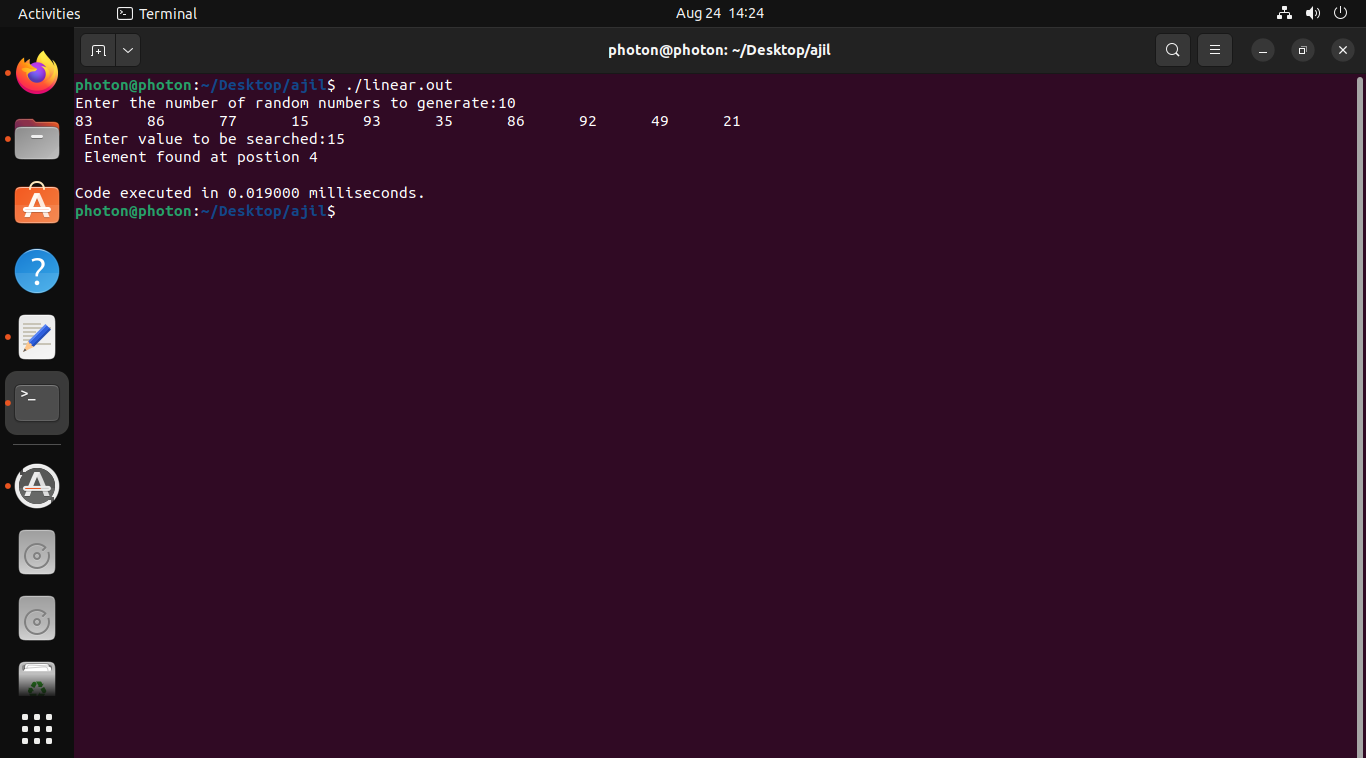 Activities Terminal Aug 24 14:24
photon@photon: ~/Desktop/ajil
photon@photon:~/Desktop/ajil$ ./linear.out
Enter the number of random numbers to generate:10
83 86 77 15 93 35 86 92 49 21
Enter value to be searched:15
Element found at postion 4
Code executed in 0.019000 milliseconds.
photon@photon:~/Desktop/ajil$